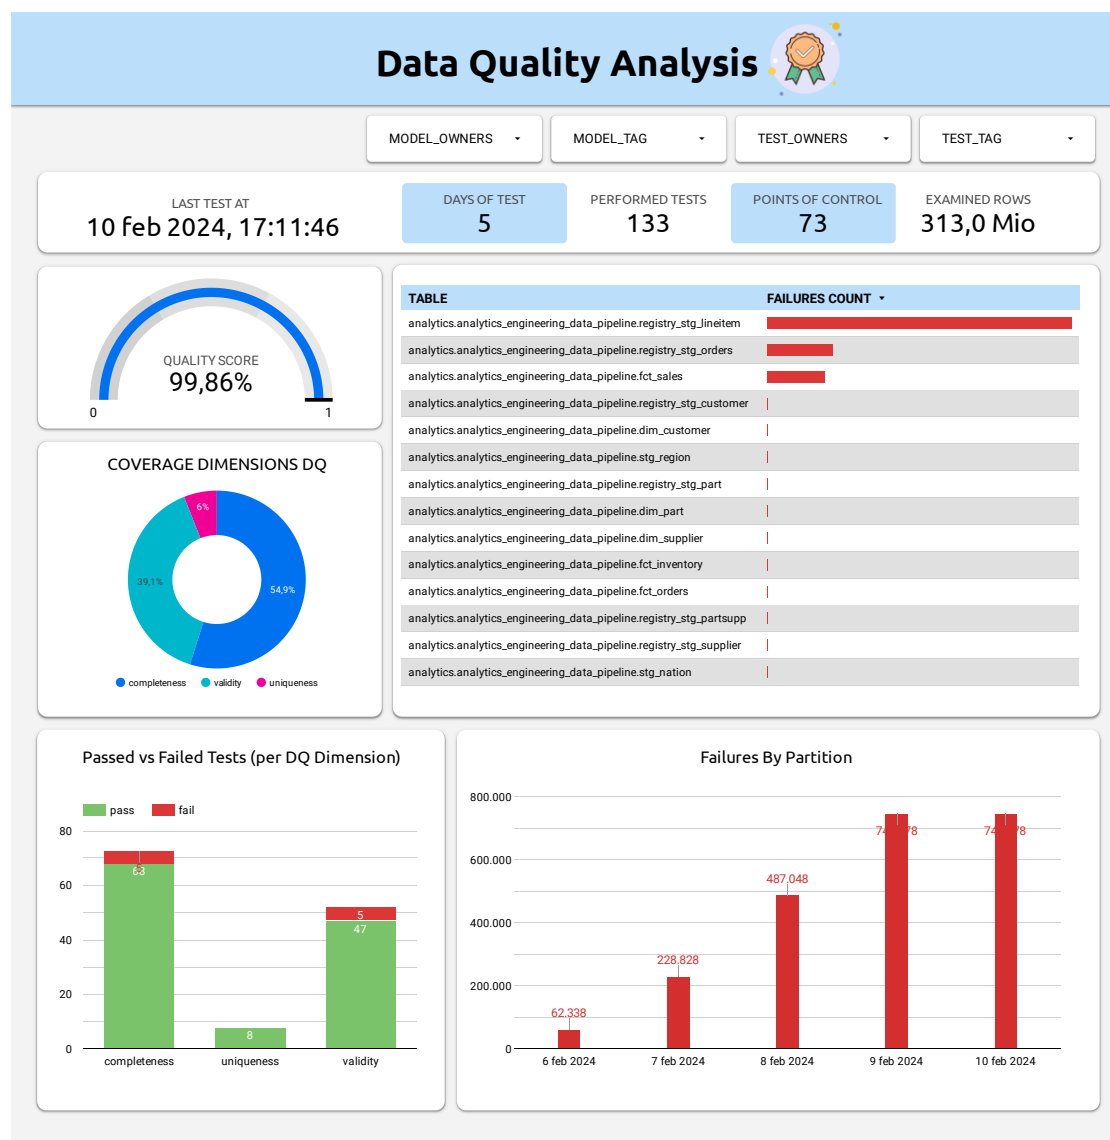 Data Quality Analysis
MODEL_OWNERS
MODEL_TAG
TEST_OWNERS
TEST_TAG
LAST TEST AT
10 feb 2024, 17:11:46
DAYS OF TEST
5
PERFORMED TESTS
133
POINTS OF CONTROL
73
EXAMINED ROWS
313,0 Mio
QUALITY SCORE
99,86%
0 1
TABLE FAILURES COUNT
analytics.analytics_engineering_data_pipeline.registry_stg_lineitem
analytics.analytics_engineering_data_pipeline.registry_stg_orders
analytics.analytics_engineering_data_pipeline.fct_sales
analytics.analytics_engineering_data_pipeline.registry_stg_customer
analytics.analytics_engineering_data_pipeline.dim_customer
analytics.analytics_engineering_data_pipeline.stg_region
analytics.analytics_engineering_data_pipeline.registry_stg_part
analytics.analytics_engineering_data_pipeline.dim_part
analytics.analytics_engineering_data_pipeline.dim_supplier
analytics.analytics_engineering_data_pipeline.fct_inventory
analytics.analytics_engineering_data_pipeline.fct_orders
analytics.analytics_engineering_data_pipeline.registry_stg_partsupp
analytics.analytics_engineering_data_pipeline.registry_stg_supplier
analytics.analytics_engineering_data_pipeline.stg_nation
COVERAGE DIMENSIONS DQ
6%
39,1%
54,9%
completeness validity uniqueness
Passed vs Failed Tests (per DQ Dimension)
pass fail
80
60
40
20
0
5
47
8
completeness uniqueness validity
Failures By Partition
800.000
600.000
400.000
200.000
0
487.048
228.828
62.338
6 feb 2024 7 feb 2024 8 feb 2024 9 feb 2024 10 feb 2024